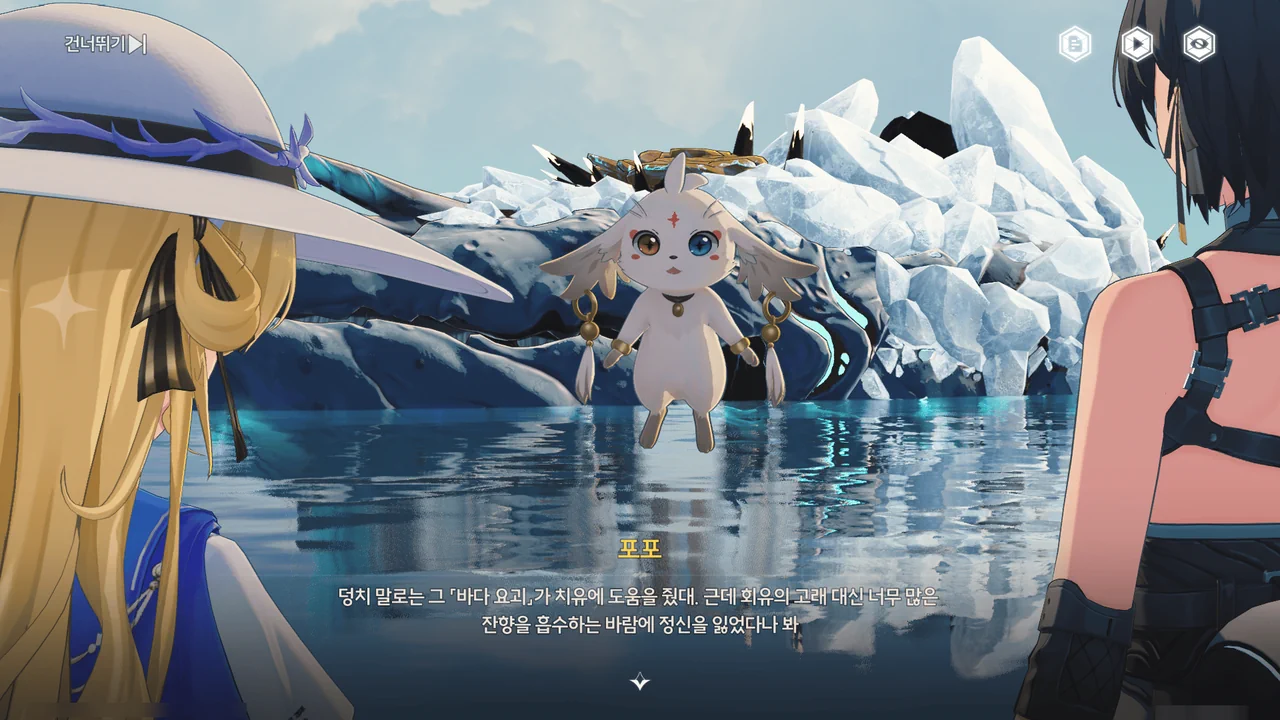 건너뛰기
포포
덩치 말로는 그 「바다 요괴」가 치유에 도움을 줬대. 근데 회유의 고래 대신 너무 많은
잔향을 흡수하는 바람에 정신을 잃었다나 봐